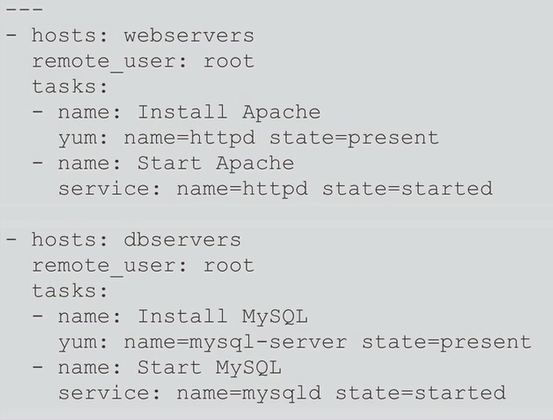 ---
- hosts: webservers
  remote_user: root
  tasks:
  - name: Install Apache
    yum: name=httpd state=present
  - name: Start Apache
    service: name=httpd state=started

- hosts: dbservers
  remote_user: root
  tasks:
  - name: Install MySQL
    yum: name=mysql-server state=present
  - name: Start MySQL
    service: name=mysqld state=started